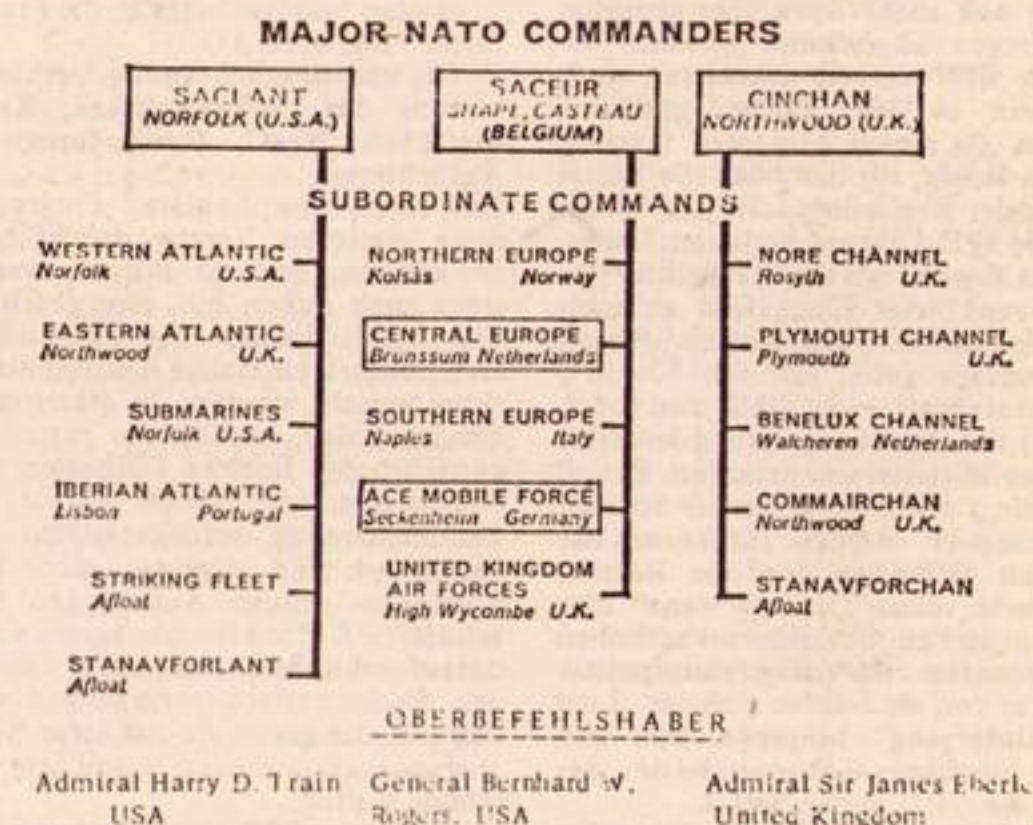 MAJOR NATO COMMANDERS
SACLANT
NORFOLK (U.S.A.)
SACEUR
SHAPE, CASTEAU
(BELGIUM)
CINCHAN
NORTHWOOD (U.K.)
SUBORDINATE COMMANDS
WESTERN ATLANTIC
Norfolk U.S.A.
EASTERN ATLANTIC
Northwood U.K.
SUBMARINES
Norfolk U.S.A.
IBERIAN ATLANTIC
Lisbon Portugal
STRIKING FLEET
Afloat
STANAVFORLANT
Afloat
NORTHERN EUROPE
Kolsås Norway
CENTRAL EUROPE
Brunssum Netherlands
SOUTHERN EUROPE
Naples Italy
ACE MOBILE FORCE
Seckenheim Germany
UNITED KINGDOM
AIR FORCES
High Wycombe U.K.
NORE CHANNEL
Rosyth U.K.
PLYMOUTH CHANNEL
Plymouth U.K.
BENELUX CHANNEL
Walcheren Netherlands
COMMAIRCHAN
Northwood U.K.
STANAVFORCHAN
Afloat
OBERBEFEHLSHABER
Admiral Harry D. Train
USA
General Bernhard W.
Rogers, USA
Admiral Sir James Eberle
United Kingdom